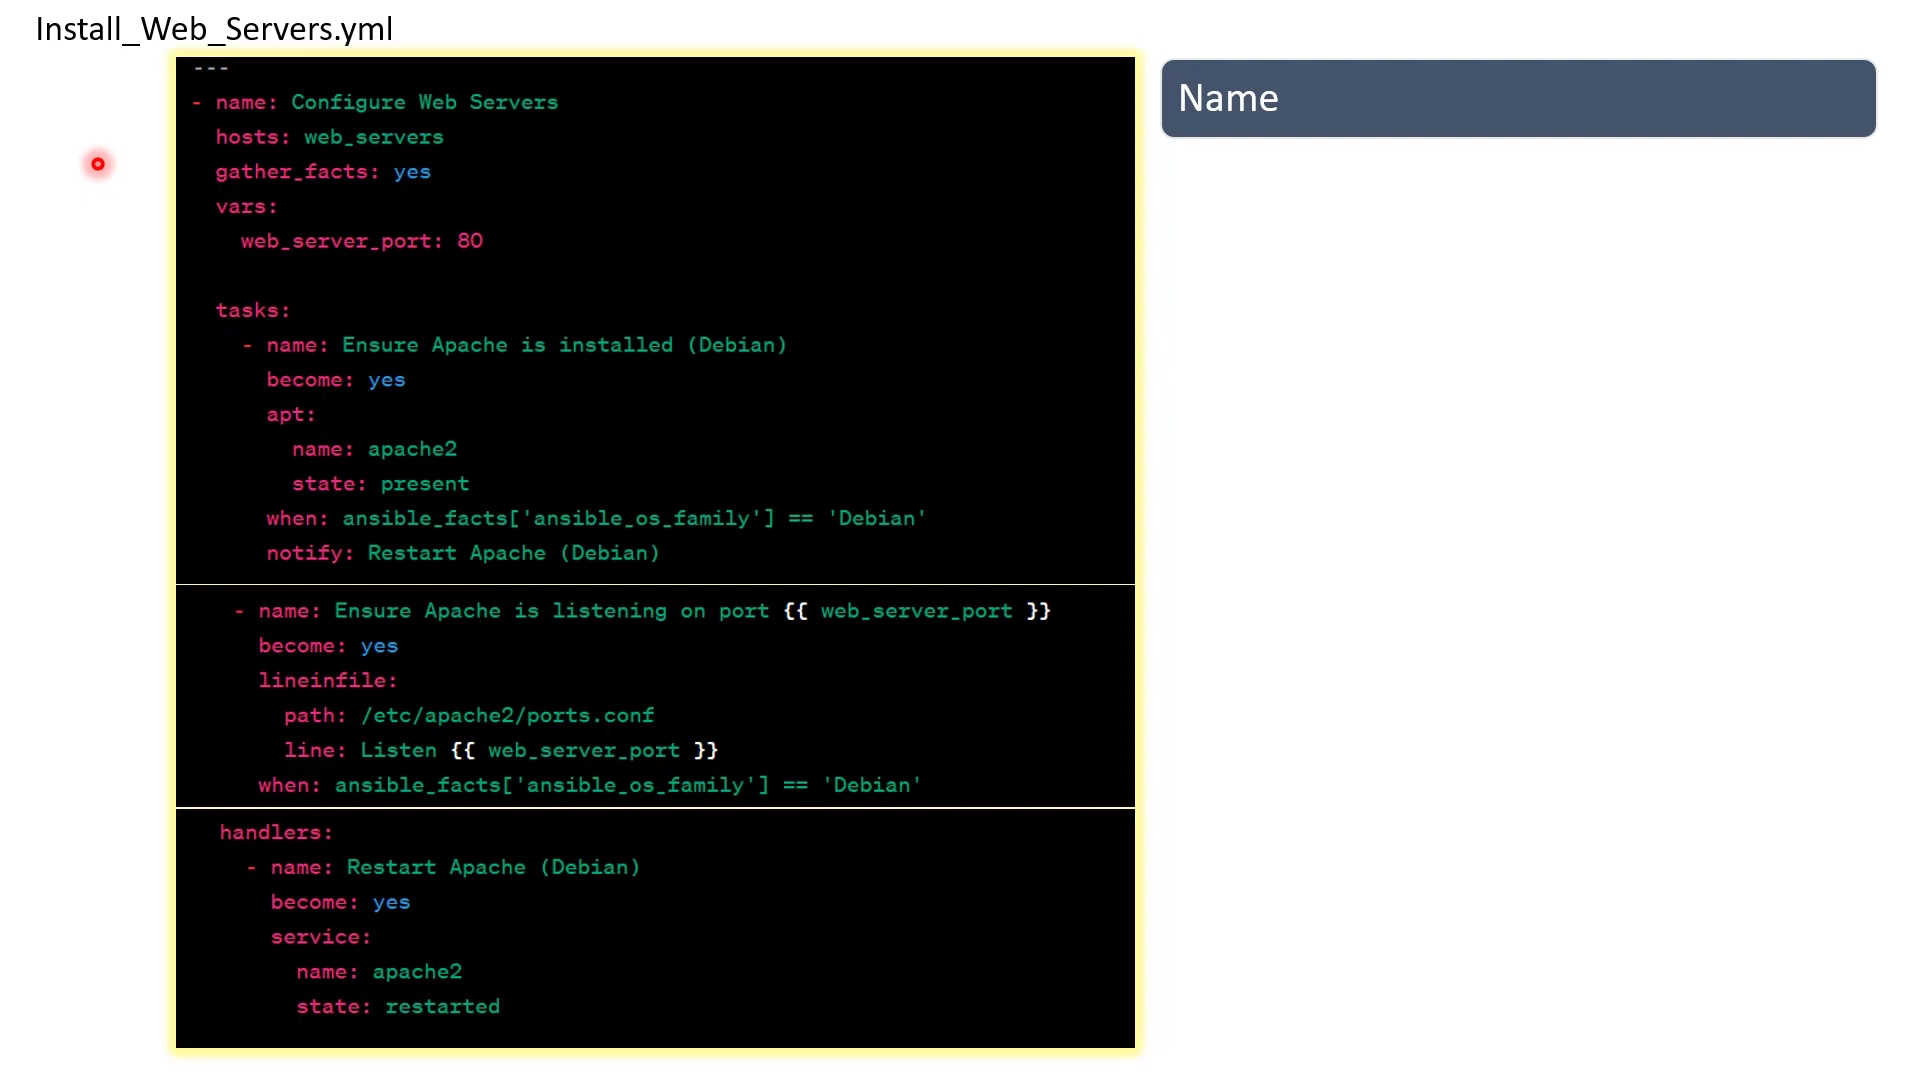 Install_Web_Servers.yml
---
- name: Configure Web Servers
  hosts: web_servers
  gather_facts: yes
  vars:
    web_server_port: 80

  tasks:
    - name: Ensure Apache is installed (Debian)
      become: yes
      apt:
        name: apache2
        state: present
      when: ansible_facts['ansible_os_family'] == 'Debian'
      notify: Restart Apache (Debian)
    - name: Ensure Apache is listening on port {{ web_server_port }}
      become: yes
      lineinfile:
        path: /etc/apache2/ports.conf
        line: Listen {{ web_server_port }}
      when: ansible_facts['ansible_os_family'] == 'Debian'
  handlers:
    - name: Restart Apache (Debian)
      become: yes
      service:
        name: apache2
        state: restarted
Name